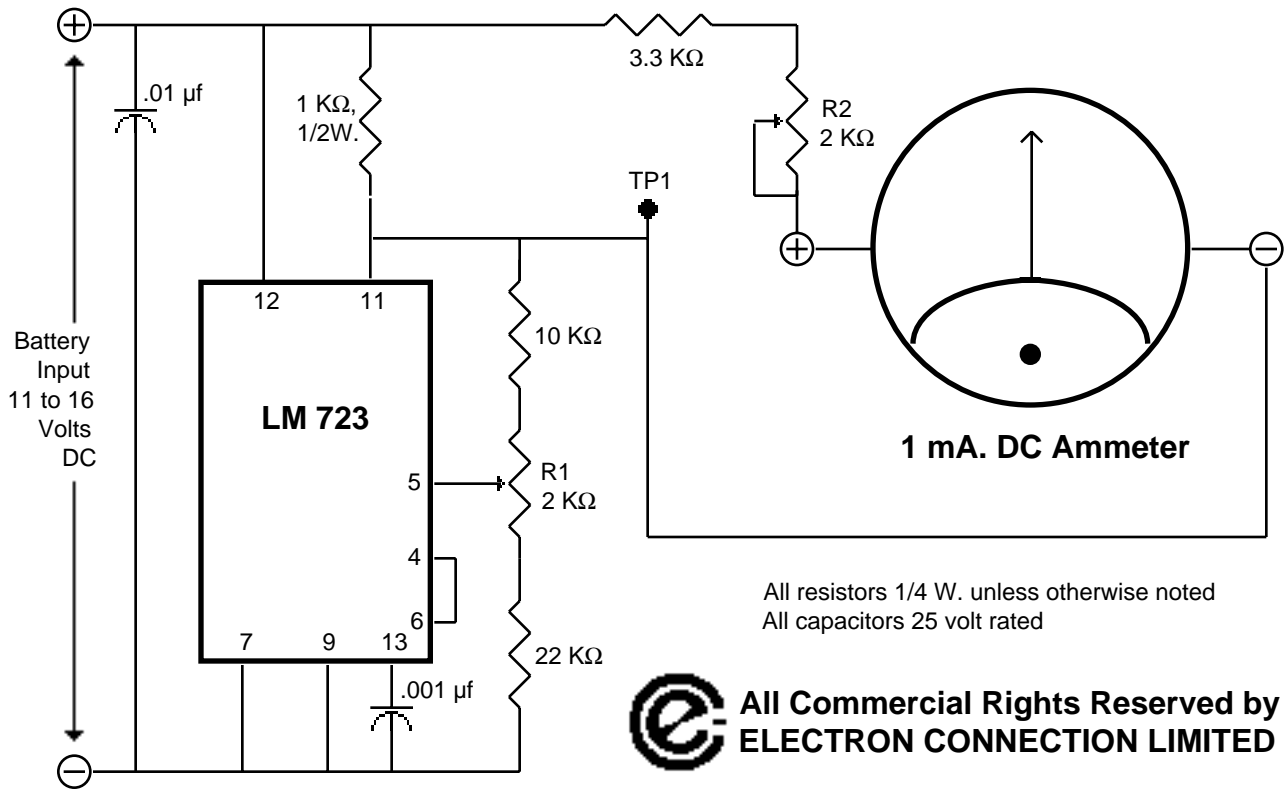 +
.01 µf
1 KΩ,
1/2W.
3.3 KΩ
R2
2 KΩ
TP1
+
−
12
11
10 KΩ
Battery
Input
11 to 16
Volts
DC
LM 723
1 mA. DC Ammeter
5
R1
2 KΩ
4
6
7
9
13
22 KΩ
.001 µf
−
All resistors 1/4 W. unless otherwise noted
All capacitors 25 volt rated
e
All Commercial Rights Reserved by
ELECTRON CONNECTION LIMITED